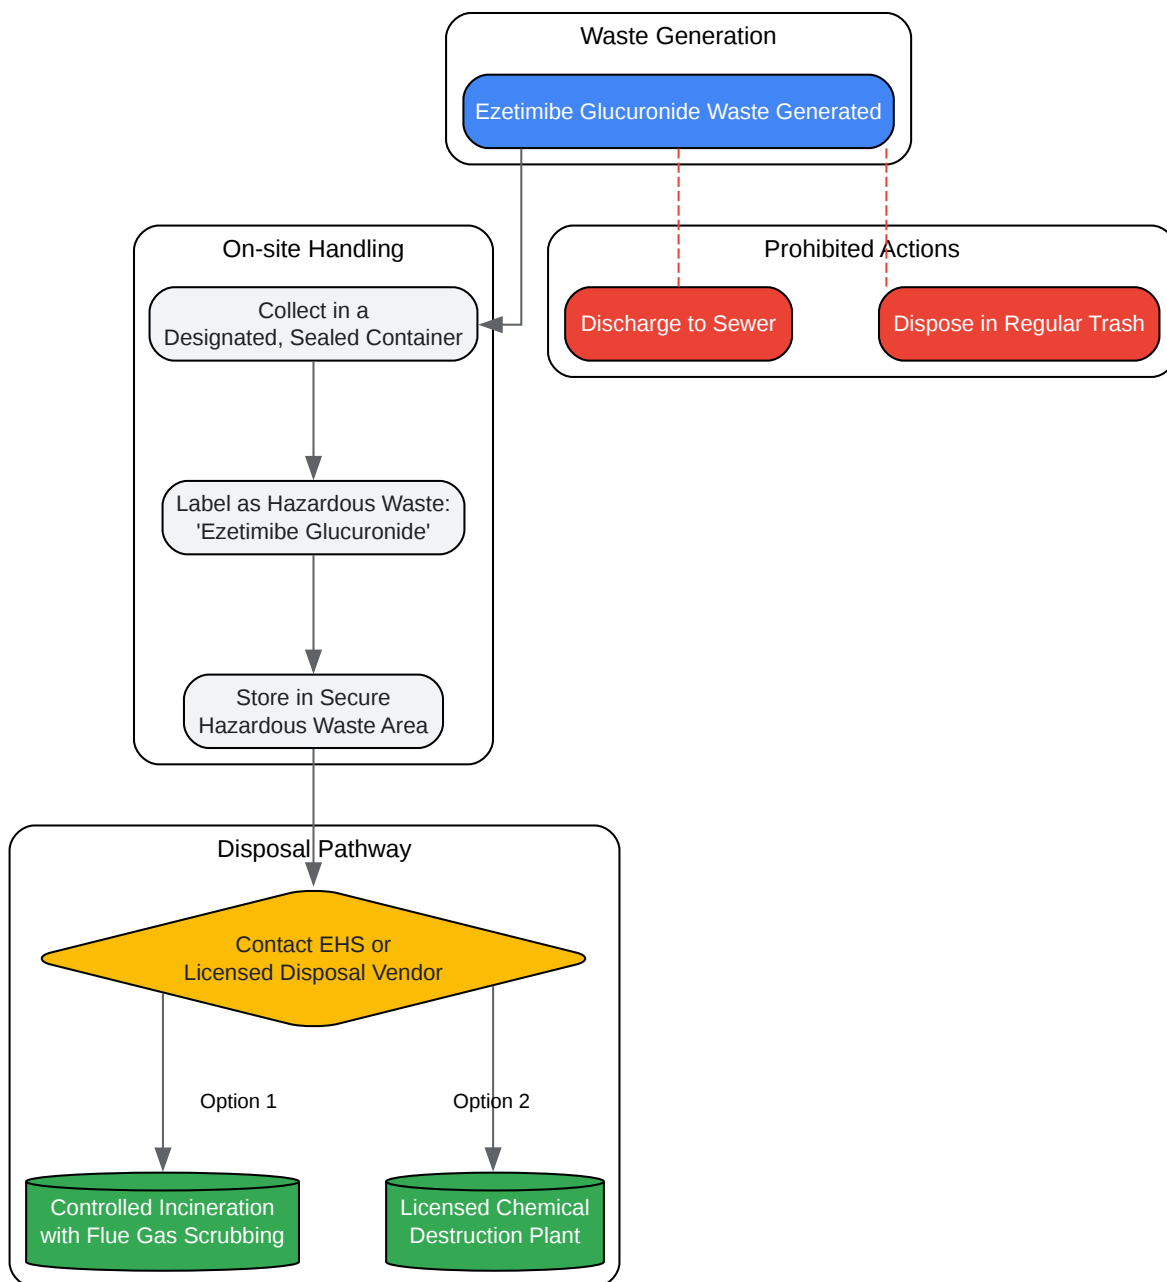 Waste Generation
Ezetimibe Glucuronide Waste Generated
On-site Handling
Collect in a
Designated, Sealed Container
Label as Hazardous Waste:
'Ezetimibe Glucuronide'
Store in Secure
Hazardous Waste Area
Prohibited Actions
Discharge to Sewer
Dispose in Regular Trash
Disposal Pathway
Contact EHS or
Licensed Disposal Vendor
Option 1
Option 2
Controlled Incineration
with Flue Gas Scrubbing
Licensed Chemical
Destruction Plant